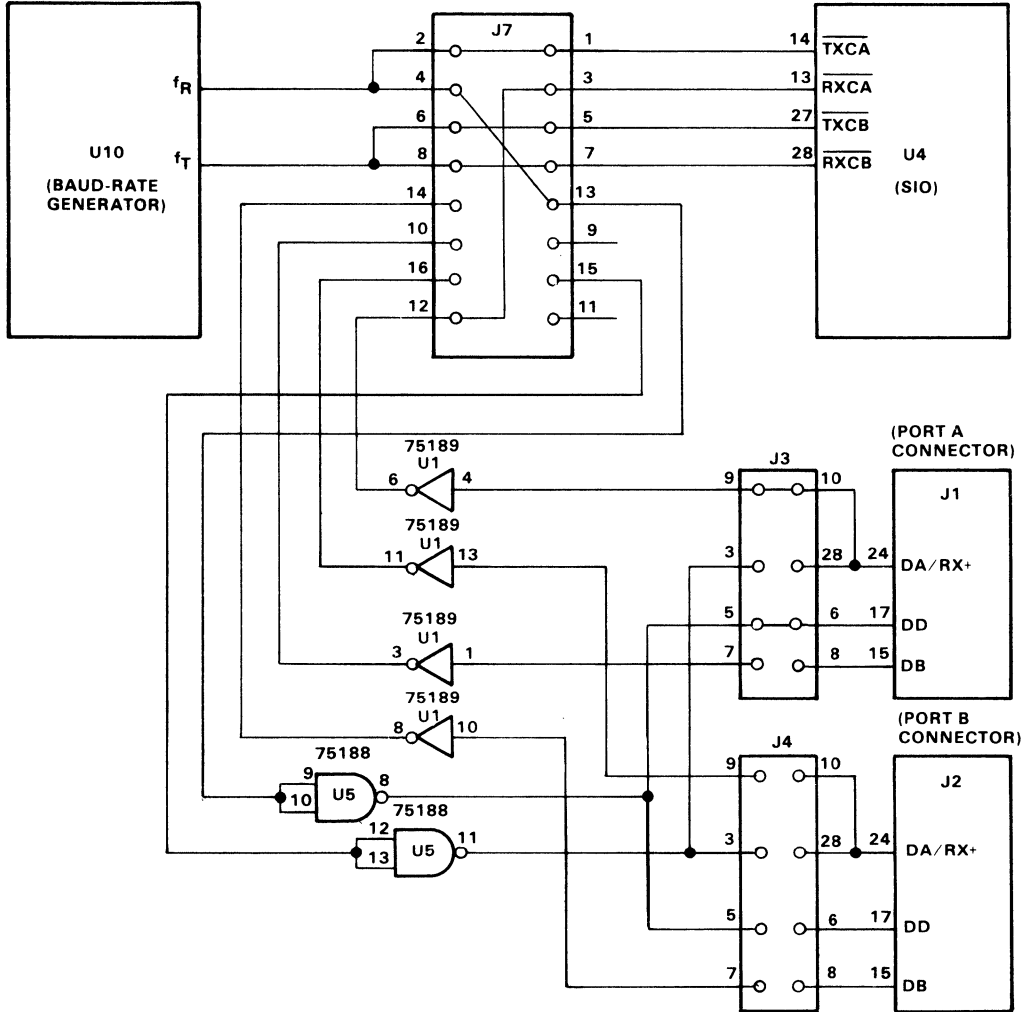 J7
2 1 14 TXCA
fR 4 3 13 RXCA
6 5 27 TXCB
fT 8 7 28 RXCB
U10
(BAUD-RATE
GENERATOR)
U4
(SIO)
14 13
10 9
16 15
12 11
(PORT A
CONNECTOR)
75189
U1
6 4
J3
9 10
J1
75189
U1
11 13
3 28 24 DA/RX+
5 6 17 DD
75189
U1
3 1
7 8 15 DB
75189
U1
8 10
(PORT B
CONNECTOR)
J4
75188
9
10 U5 8
9 10
J2
75188
12
13 U5 11
3 28 24 DA/RX+
5 6 17 DD
7 8 15 DB